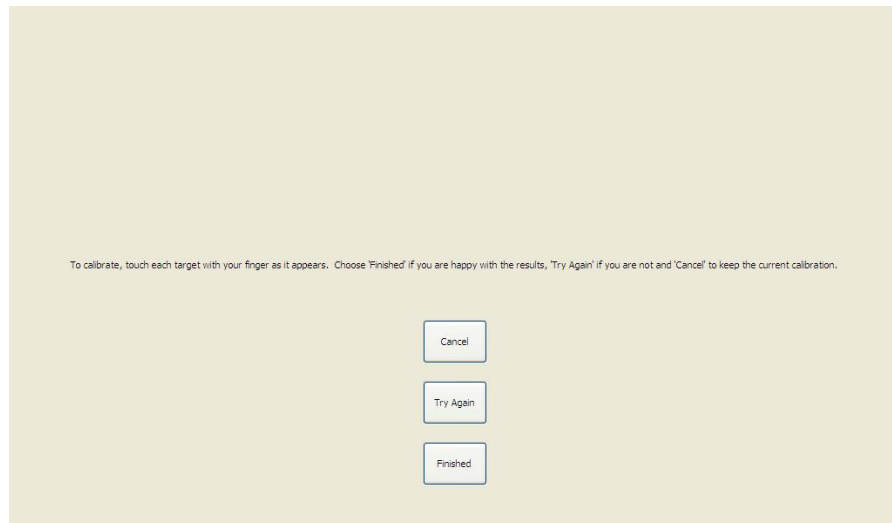 To calibrate, touch each target with your finger as it appears.  Choose 'Finished' if you are happy with the results, 'Try Again' if you are not and 'Cancel' to keep the current calibration.
Cancel
Try Again
Finished